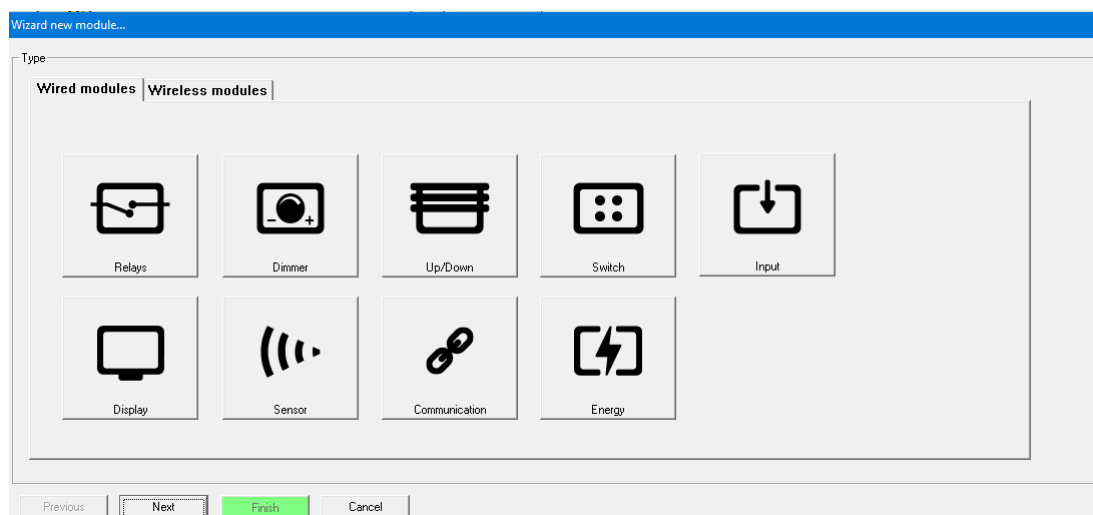 Wizard new module...
Type
Wired modules Wireless modules
Relays Dimmer Up/Down Switch Input
Display Sensor Communication Energy
Previous Next Finish Cancel